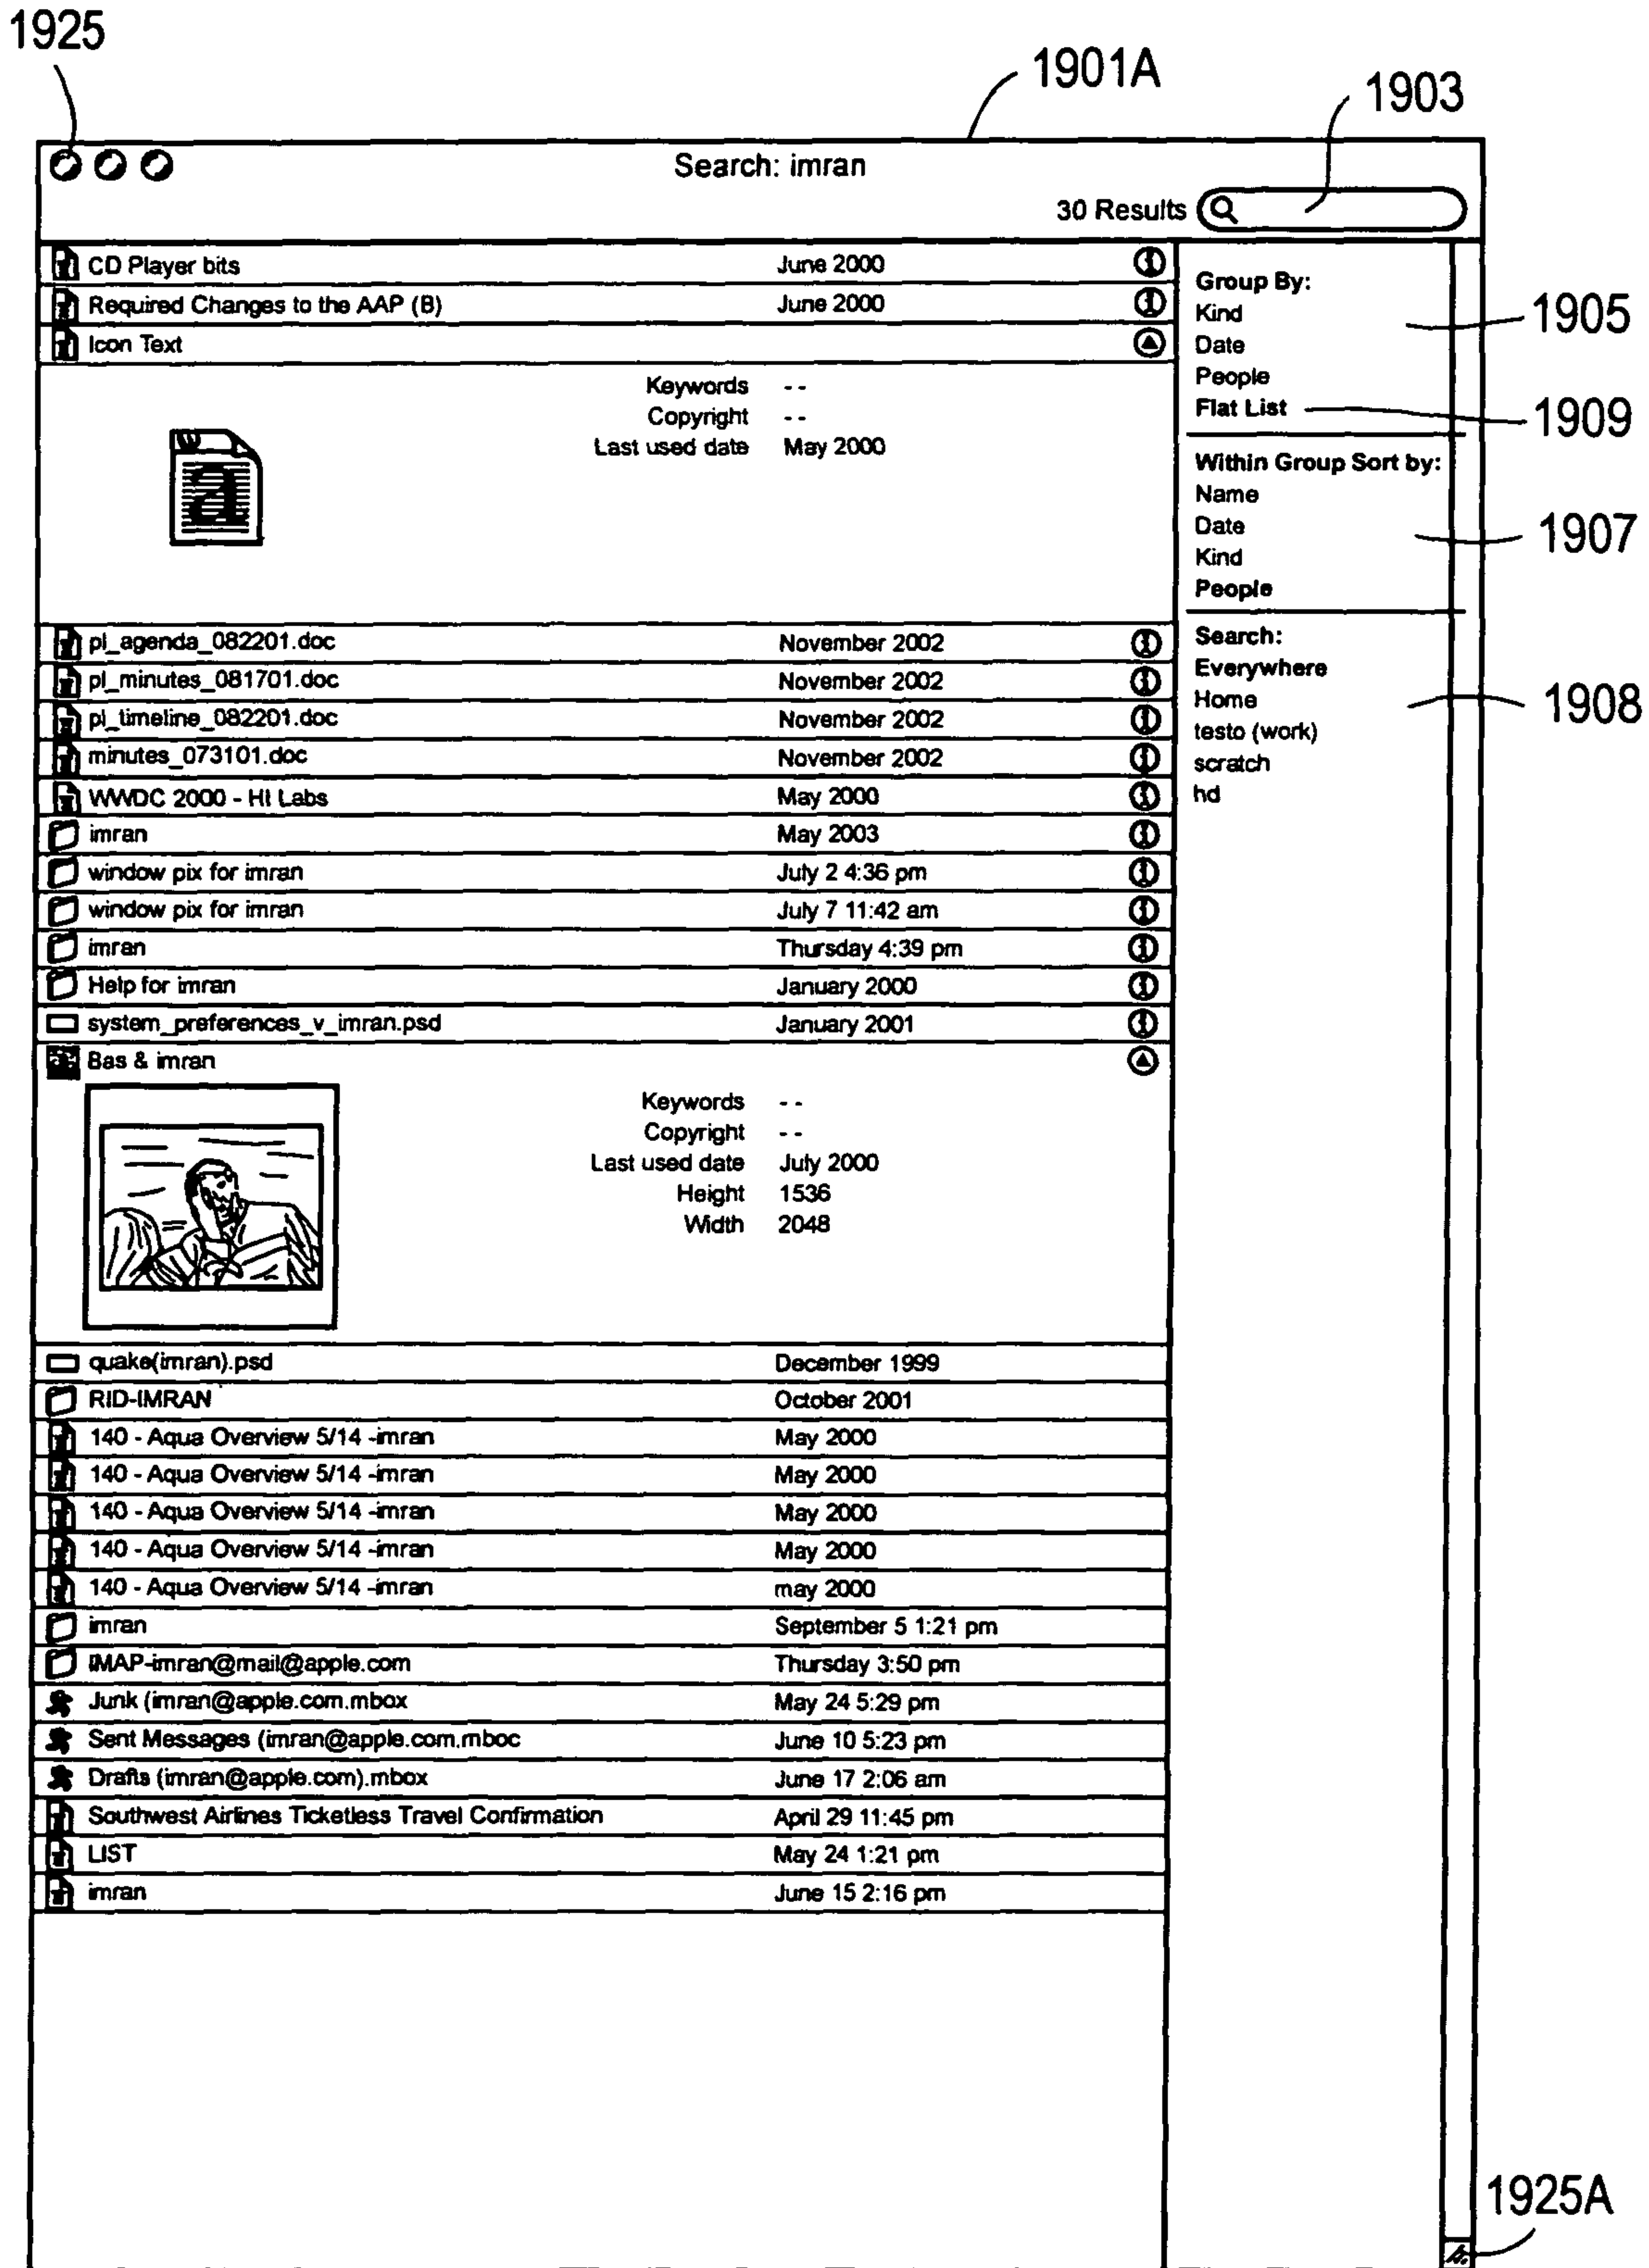 1925
1901A
1903
Search: imran
30 Results
CD Player bits June 2000
Required Changes to the AAP (B) June 2000
Icon Text
Keywords - -
Copyright - -
Last used date May 2000
a
pl_agenda_082201.doc November 2002
pl_minutes_081701.doc November 2002
pl_timeline_082201.doc November 2002
minutes_073101.doc November 2002
WWDC 2000 - HI Labs May 2000
imran May 2003
window pix for imran July 2 4:36 pm
window pix for imran July 7 11:42 am
imran Thursday 4:39 pm
Help for imran January 2000
system_preferences_v_imran.psd January 2001
Bas & imran
Keywords - -
Copyright - -
Last used date July 2000
Height 1536
Width 2048
quake(imran).psd December 1999
RID-IMRAN October 2001
140 - Aqua Overview 5/14 -imran May 2000
140 - Aqua Overview 5/14 -imran May 2000
140 - Aqua Overview 5/14 -imran May 2000
140 - Aqua Overview 5/14 -imran May 2000
140 - Aqua Overview 5/14 -imran may 2000
imran September 5 1:21 pm
IMAP-imran@mail@apple.com Thursday 3:50 pm
Junk (imran@apple.com.mbox May 24 5:29 pm
Sent Messages (imran@apple.com.mboc June 10 5:23 pm
Drafts (imran@apple.com).mbox June 17 2:06 am
Southwest Airlines Ticketless Travel Confirmation April 29 11:45 pm
LIST May 24 1:21 pm
imran June 15 2:16 pm
Group By:
Kind
Date
People
Flat List
Within Group Sort by:
Name
Date
Kind
People
Search:
Everywhere
Home
testo (work)
scratch
hd
1905
1909
1907
1908
1925A